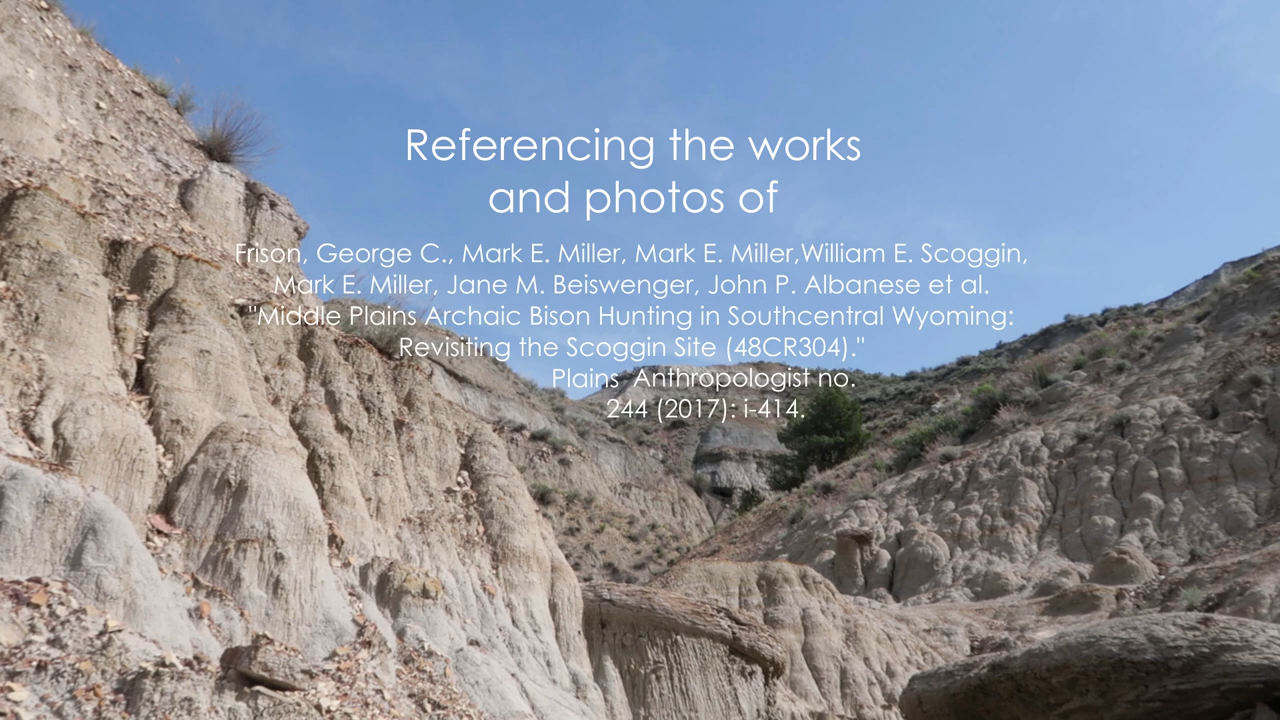 Referencing the works
and photos of
Frison, George C., Mark E. Miller, Mark E. Miller,William E. Scoggin,
Mark E. Miller, Jane M. Beiswenger, John P. Albanese et al.
"Middle Plains Archaic Bison Hunting in Southcentral Wyoming:
Revisiting the Scoggin Site (48CR304)."
Plains  Anthropologist no.
244 (2017): i-414.